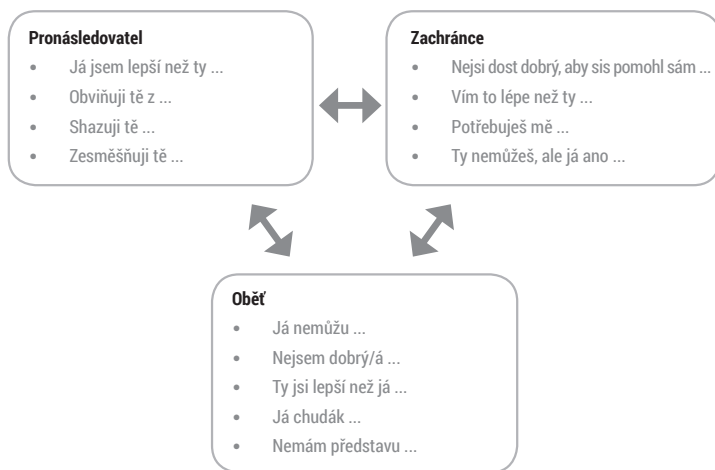 Pronásledovatel
• Já jsem lepší než ty ...
• Obviňuji tě z ...
• Shazuji tě ...
• Zesměšňuji tě ...
Zachránce
• Nejsi dost dobrý, aby sis pomohl sám ...
• Vím to lépe než ty ...
• Potřebuješ mě ...
• Ty nemůžeš, ale já ano ...
Oběť
• Já nemůžu ...
• Nejsem dobrý/á ...
• Ty jsi lepší než já ...
• Já chudák ...
• Nemám představu ...